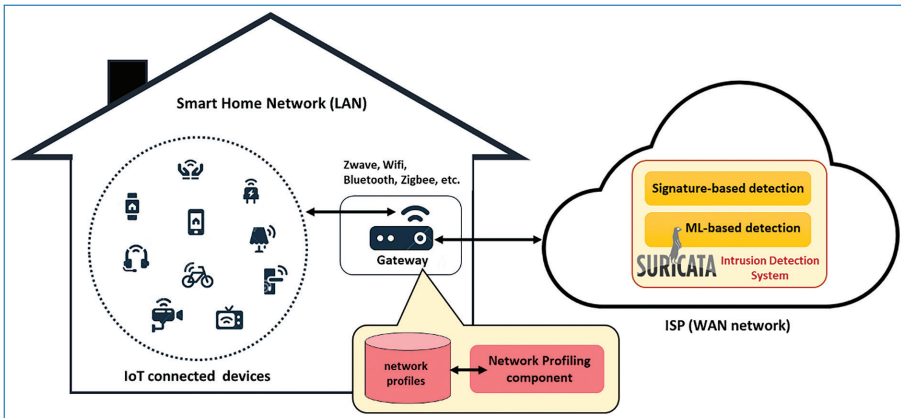 Smart Home Network (LAN)
Zwave, Wifi,
Bluetooth, Zigbee, etc.
Gateway
IoT connected devices
network
profiles
Network Profiling
component
Signature-based detection
ML-based detection
SURICATA
Intrusion Detection
System
ISP (WAN network)